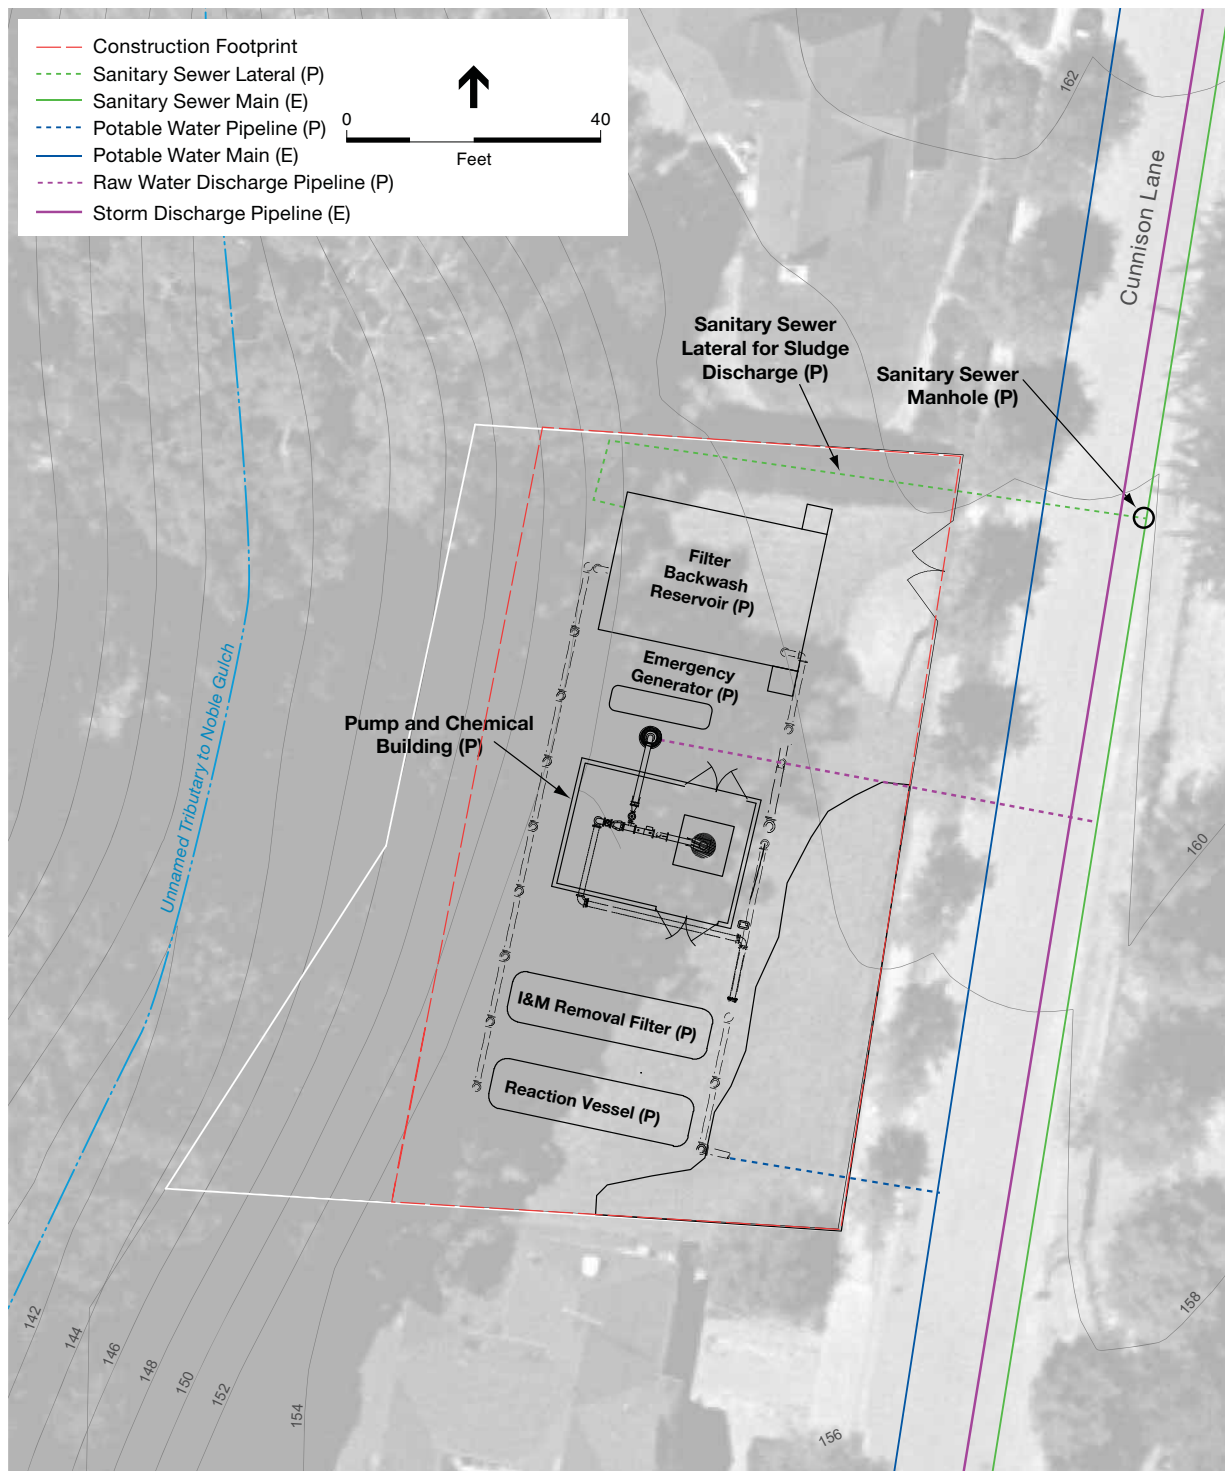 Construction Footprint
Sanitary Sewer Lateral (P)
Sanitary Sewer Main (E)
Potable Water Pipeline (P)
Potable Water Main (E)
Raw Water Discharge Pipeline (P)
Storm Discharge Pipeline (E)
0
40
Feet
162
Cunnison Lane
Sanitary Sewer
Lateral for Sludge
Discharge (P)
Sanitary Sewer
Manhole (P)
Filter
Backwash
Reservoir (P)
Emergency
Generator (P)
Pump and Chemical
Building (P)
Unnamed Tributary to Noble Gulch
160
I&M Removal Filter (P)
Reaction Vessel (P)
158
142
144
146
148
150
152
154
156